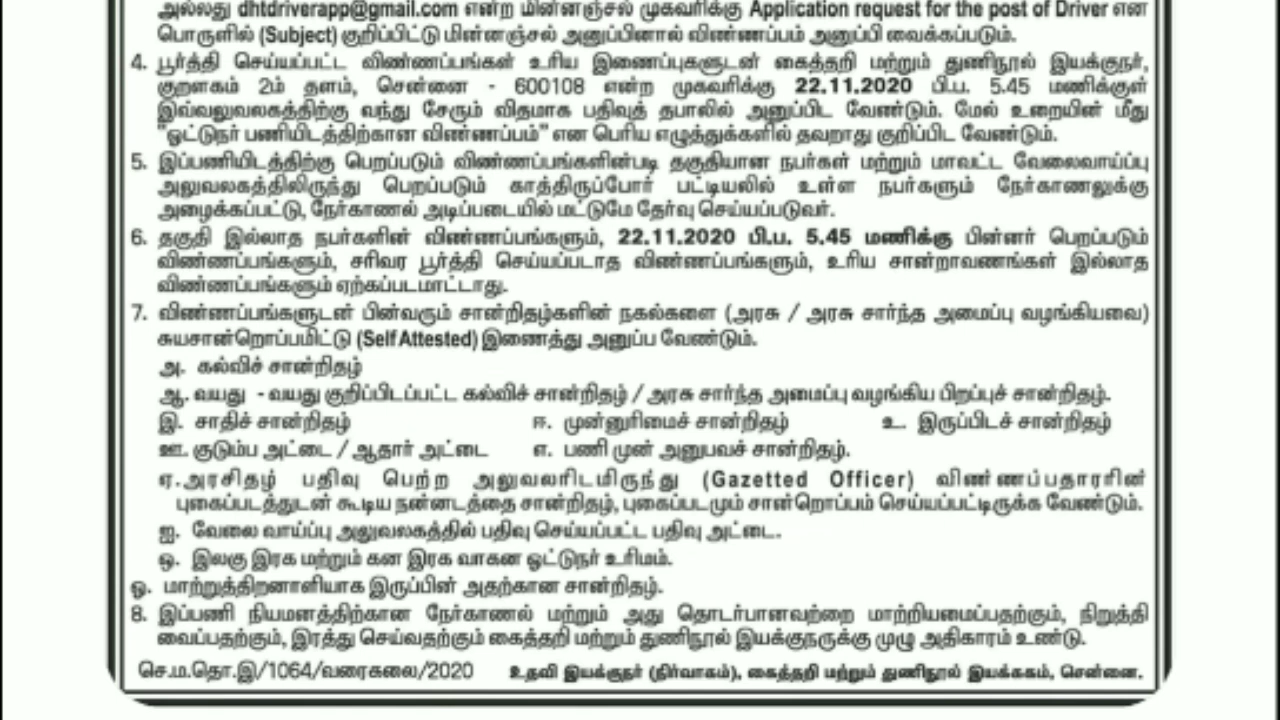 அல்லது dhtdriverapp@gmail.com என்ற மின்னஞ்சல் முகவரிக்கு Application request for the post of Driver என
பொருளில் (Subject) குறிப்பிட்டு மின்னஞ்சல் அனுப்பினால் விண்ணப்பம் அனுப்பி வைக்கப்படும்.
4. பூர்த்தி செய்யப்பட்ட விண்ணப்பங்கள் உரிய இணைப்புகளுடன் கைத்தறி மற்றும் துணிநூல் இயக்குநர்,
குறளகம் 2ம் தளம், சென்னை - 600108 என்ற முகவரிக்கு 22.11.2020 பி.ப. 5.45 மணிக்குள்
இவ்வலுவலகத்திற்கு வந்து சேரும் விதமாக பதிவுத் தபாலில் அனுப்பிட வேண்டும். மேல் உறையின் மீது
"ஓட்டுநர் பணியிடத்திற்கான விண்ணப்பம்" என பெரிய எழுத்துக்களில் தவறாது குறிப்பிட வேண்டும்.
5. இப்பணியிடத்திற்கு பெறப்படும் விண்ணப்பங்களின்படி தகுதியான நபர்கள் மற்றும் மாவட்ட வேலைவாய்ப்பு
அலுவலகத்திலிருந்து பெறப்படும் காத்திருப்போர் பட்டியலில் உள்ள நபர்களும் நேர்காணலுக்கு
அழைக்கப்பட்டு, நேர்காணல் அடிப்படையில் மட்டுமே தேர்வு செய்யப்படுவர்.
6. தகுதி இல்லாத நபர்களின் விண்ணப்பங்களும், 22.11.2020 பி.ப. 5.45 மணிக்கு பின்னர் பெறப்படும்
விண்ணப்பங்களும், சரிவர பூர்த்தி செய்யப்படாத விண்ணப்பங்களும், உரிய சான்றாவணங்கள் இல்லாத
விண்ணப்பங்களும் ஏற்கப்படமாட்டாது.
7. விண்ணப்பங்களுடன் பின்வரும் சான்றிதழ்களின் நகல்களை (அரசு / அரசு சார்ந்த அமைப்பு வழங்கியவை)
சுயசான்றொப்பமிட்டு (Self Attested) இணைத்து அனுப்ப வேண்டும்.
அ. கல்விச் சான்றிதழ்
ஆ. வயது - வயது குறிப்பிடப்பட்ட கல்விச் சான்றிதழ் / அரசு சார்ந்த அமைப்பு வழங்கிய பிறப்புச் சான்றிதழ்.
இ. சாதிச் சான்றிதழ் ஈ. முன்னுரிமைச் சான்றிதழ் உ. இருப்பிடச் சான்றிதழ்
ஊ. குடும்ப அட்டை / ஆதார் அட்டை எ. பணி முன் அனுபவச் சான்றிதழ்.
ஏ. அரசிதழ் பதிவு பெற்ற அலுவலரிடமிருந்து (Gazetted Officer) விண்ணப்பதாரரின்
புகைப்படத்துடன் கூடிய நன்னடத்தை சான்றிதழ், புகைப்படமும் சான்றொப்பம் செய்யப்பட்டிருக்க வேண்டும்.
ஐ. வேலை வாய்ப்பு அலுவலகத்தில் பதிவு செய்யப்பட்ட பதிவு அட்டை.
ஒ. இலகு இரக மற்றும் கன இரக வாகன ஓட்டுநர் உரிமம்.
ஓ. மாற்றுத்திறனாளியாக இருப்பின் அதற்கான சான்றிதழ்.
8. இப்பணி நியமனத்திற்கான நேர்காணல் மற்றும் அது தொடர்பானவற்றை மாற்றியமைப்பதற்கும், நிறுத்தி
வைப்பதற்கும், இரத்து செய்வதற்கும் கைத்தறி மற்றும் துணிநூல் இயக்குநருக்கு முழு அதிகாரம் உண்டு.
செ.ம.தொ.இ/1064/வரைகலை/2020 உதவி இயக்குநர் (நிர்வாகம்), கைத்தறி மற்றும் துணிநூல் இயக்ககம், சென்னை.